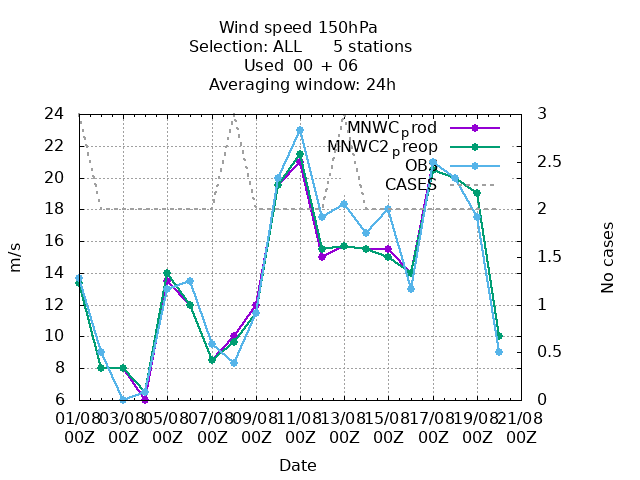 Wind speed 150hPa
Selection: ALL 5 stations
Used 00 + 06
Averaging window: 24h
24 3
MNWCprod
22 MNWC2preop
2.5
20 OBS
CASES
18 2
16
m/s 1.5 No cases
14
12 1
10
8 0.5
6 0
01/08 03/08 05/08 07/08 09/08 11/08 13/08 15/08 17/08 19/08 21/08
00Z 00Z 00Z 00Z 00Z 00Z 00Z 00Z 00Z 00Z 00Z
Date